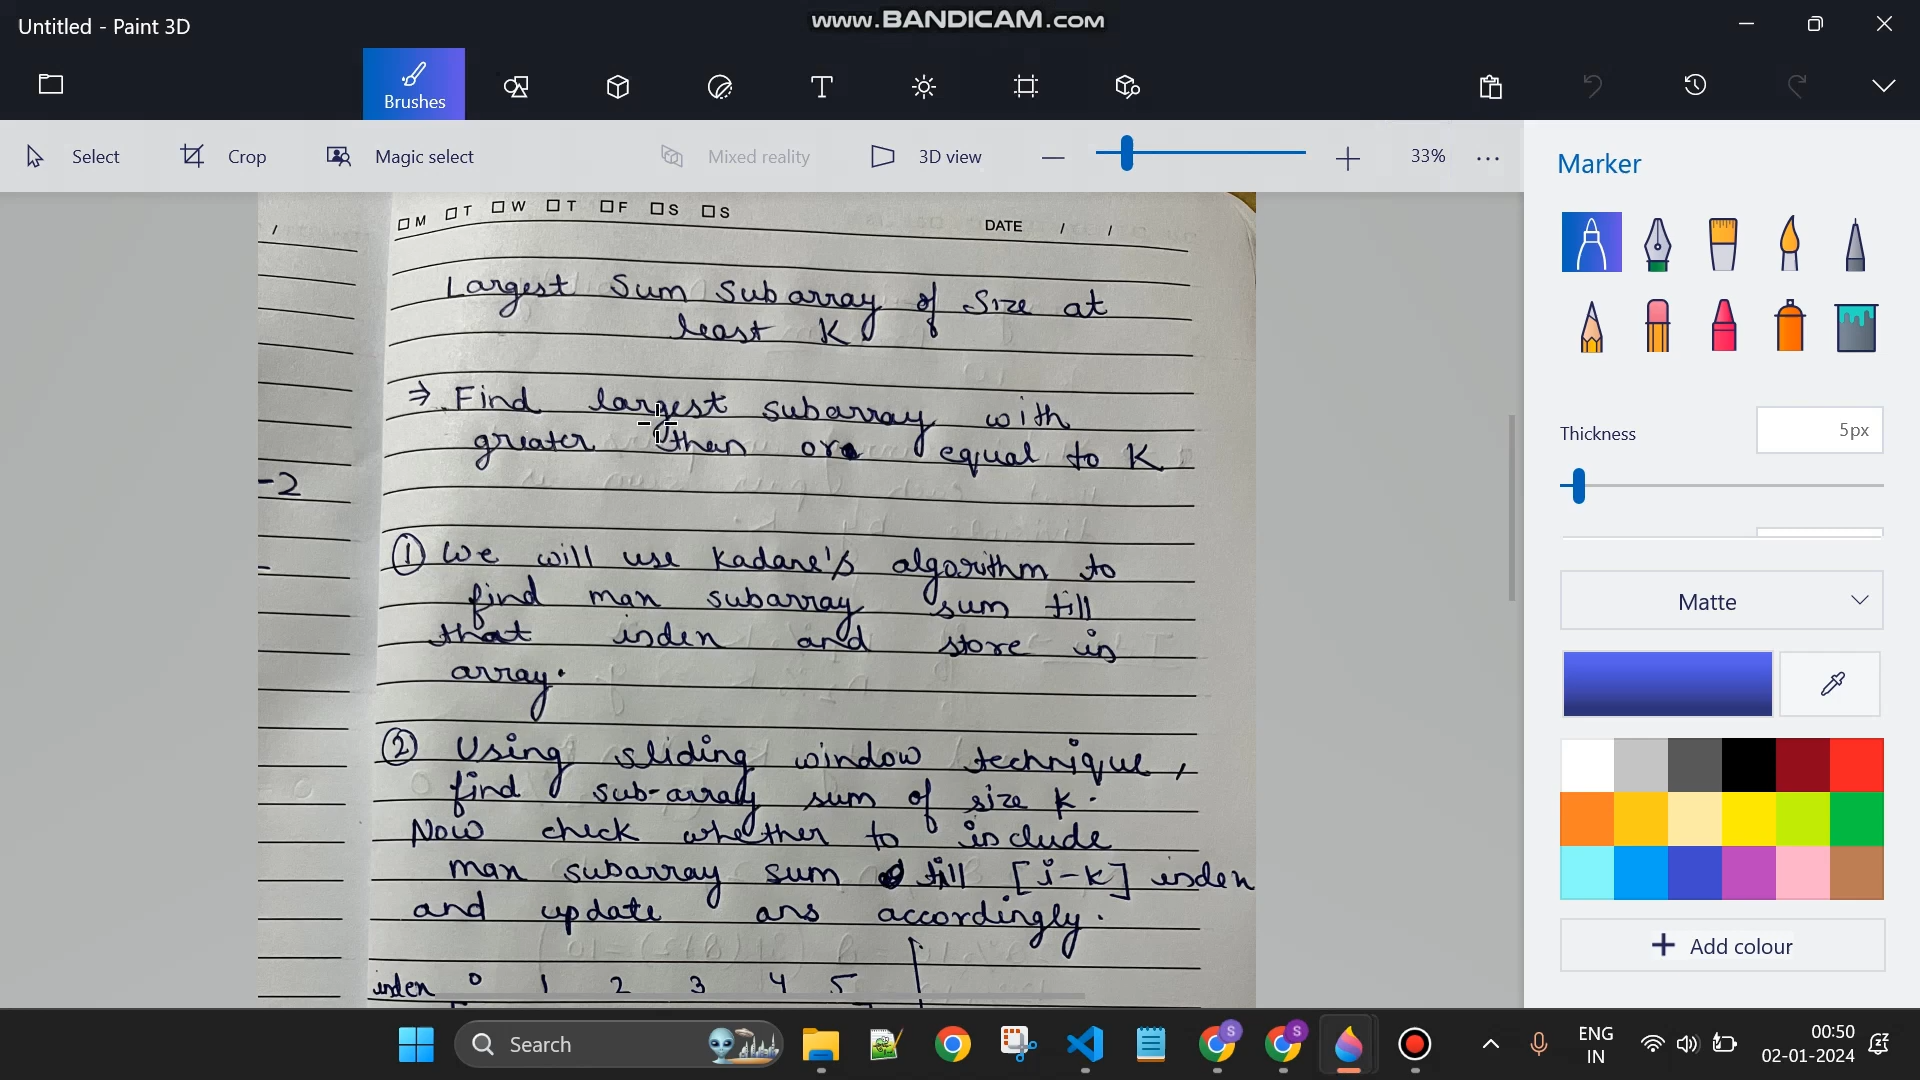 Untitled - Paint 3D
www.BANDICAM.com
Brushes
Select
Crop
Magic select
Mixed reality
3D view
33%
Marker
Thickness
5px
Matte
Add colour
M T W T F S S
DATE / /
Largest Sum Subarray of Size at
least K
⇒ Find largest subarray with
greater than or equal to K
-2
① We will use Kadane's algorithm to
find max subarray sum till
that index and store in
array.
② Using sliding window technique,
find sub-array sum of size k.
Now check whether to include
max subarray sum till [i-k] index
and update ans accordingly.
index 0 1 2 3 4 5
Search
S
S
ENG
IN
00:50
02-01-2024